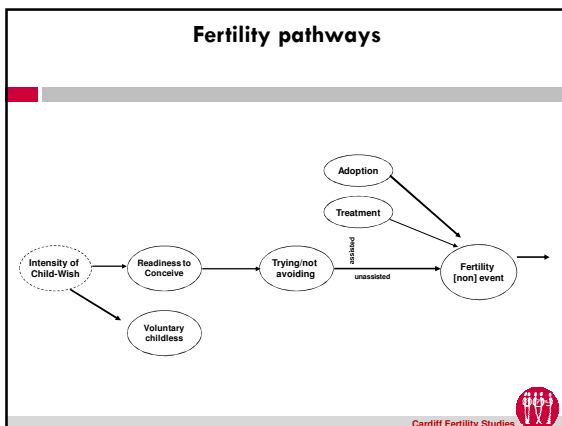 Fertility pathways
Adoption
Treatment
assisted
Intensity of
Child-Wish
Readiness to
Conceive
Trying/not
avoiding
unassisted
Fertility
[non] event
Voluntary
childless
Cardiff Fertility Studies